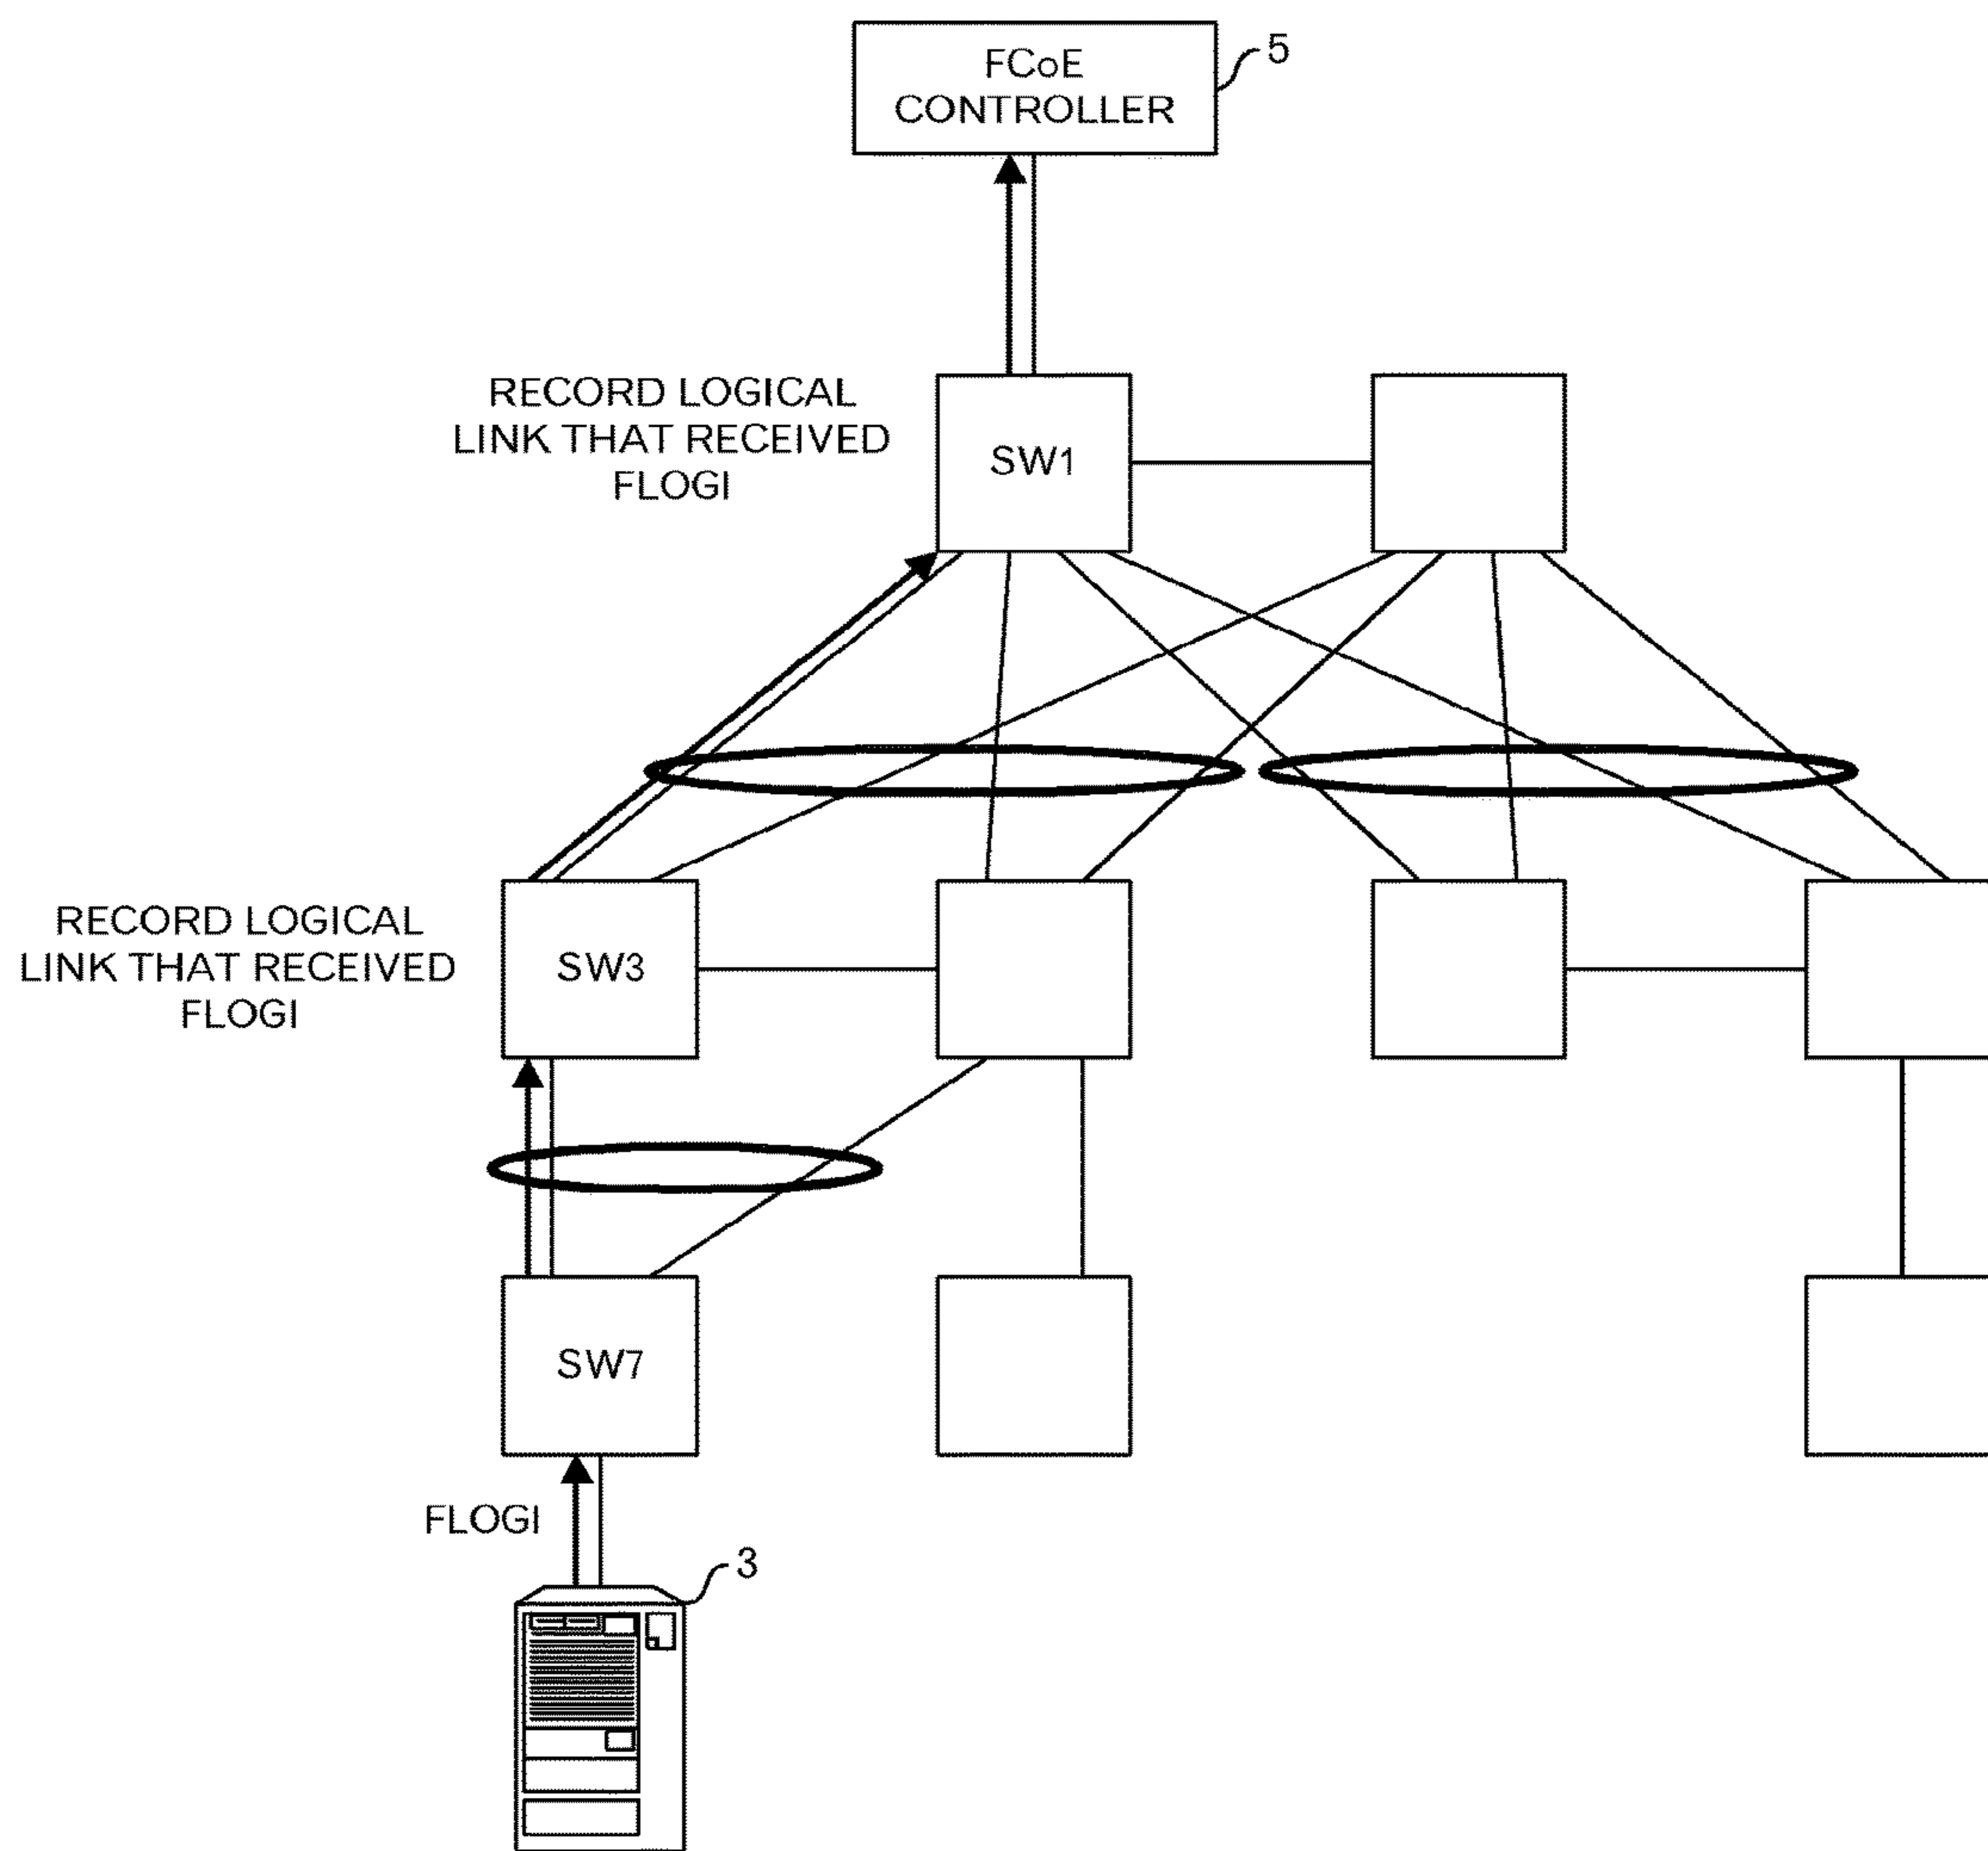 FCoE
CONTROLLER
5
RECORD LOGICAL
LINK THAT RECEIVED
FLOGI
SW1
RECORD LOGICAL
LINK THAT RECEIVED
FLOGI
SW3
SW7
FLOGI
3